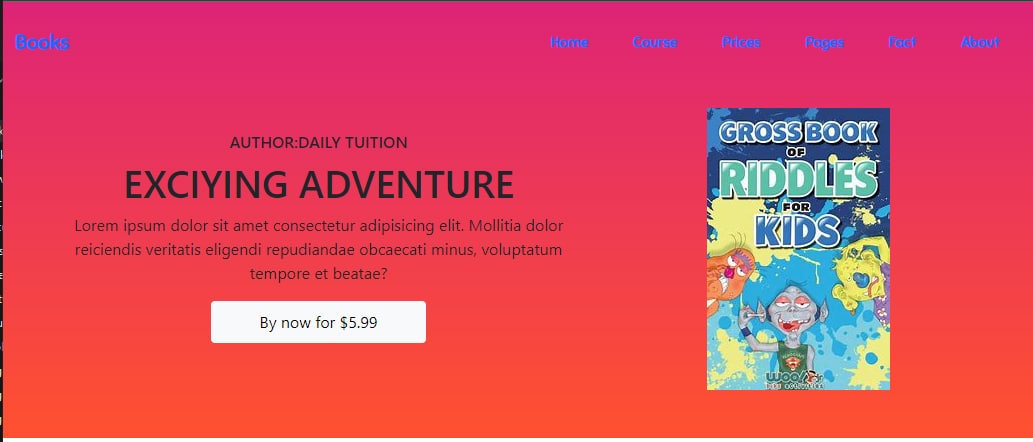 Books
Home Course Prices Pages Fact About
AUTHOR:DAILY TUITION
EXCIYING ADVENTURE
Lorem ipsum dolor sit amet consectetur adipisicing elit. Mollitia dolor
reiciendis veritatis eligendi repudiandae obcaecati minus, voluptatum
tempore et beatae?
By now for $5.99
GROSS BOOK
OF
RIDDLES
FOR
KIDS